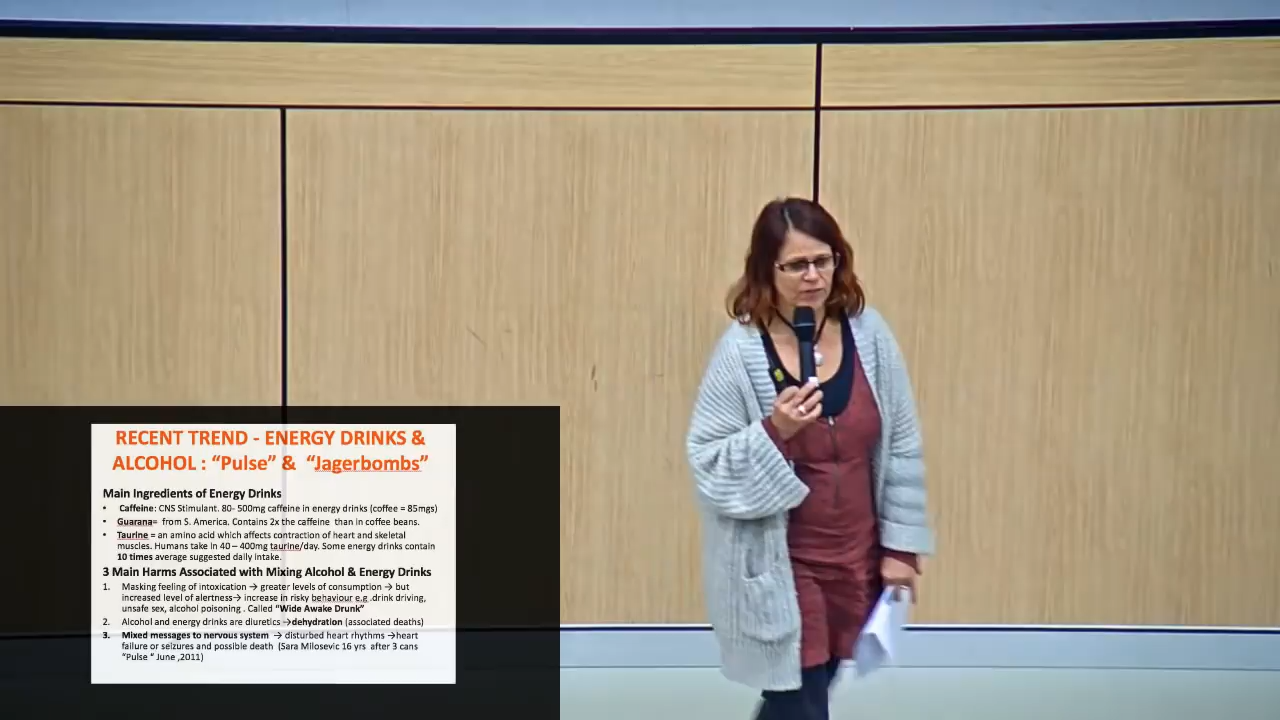 RECENT TREND - ENERGY DRINKS &
ALCOHOL : “Pulse” & “Jagerbombs”
Main Ingredients of Energy Drinks
• Caffeine: CNS Stimulant. 80- 500mg caffeine in energy drinks (coffee = 85mgs)
• Guarana= from S. America. Contains 2x the caffeine than in coffee beans.
• Taurine = an amino acid which affects contraction of heart and skeletal
muscles. Humans take in 40 – 400mg taurine/day. Some energy drinks contain
10 times average suggested daily intake.
3 Main Harms Associated with Mixing Alcohol & Energy Drinks
1. Masking feeling of intoxication → greater levels of consumption → but
increased level of alertness→ increase in risky behaviour e.g .drink driving,
unsafe sex, alcohol poisoning . Called “Wide Awake Drunk”
2. Alcohol and energy drinks are diuretics →dehydration (associated deaths)
3. Mixed messages to nervous system → disturbed heart rhythms →heart
failure or seizures and possible death (Sara Milosevic 16 yrs after 3 cans
“Pulse “ June ,2011)